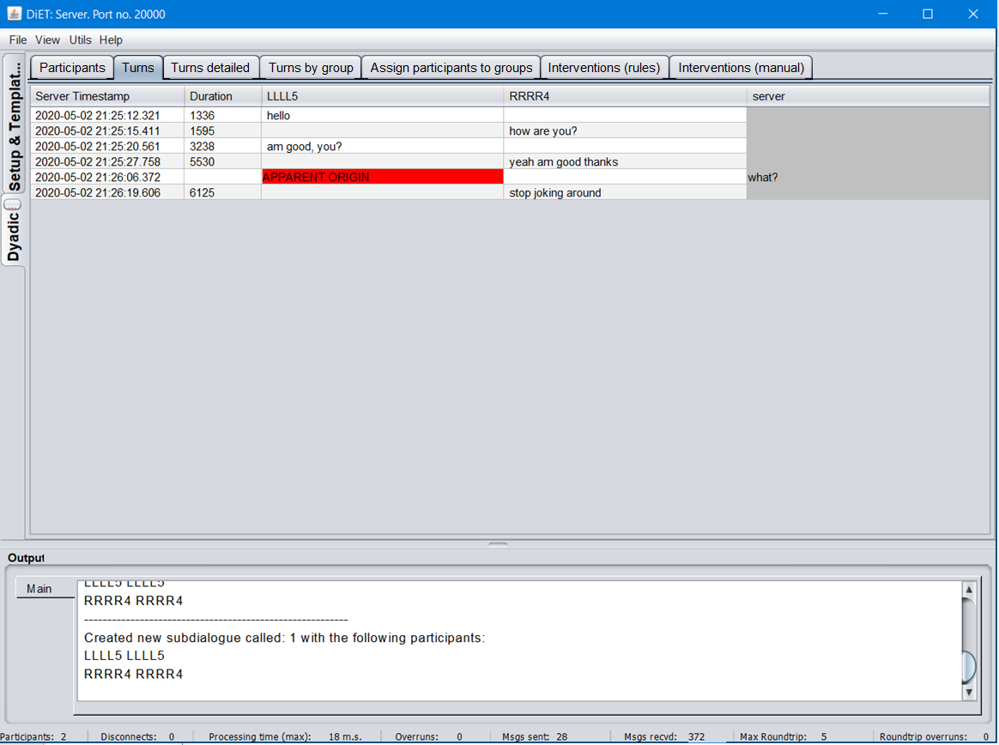 DiET: Server. Port no. 20000
File View Utils Help
Participants Turns Turns detailed Turns by group Assign participants to groups Interventions (rules) Interventions (manual)
Setup & Templat...
Dyadic
Server Timestamp Duration LLLL5 RRRR4 server
2020-05-02 21:25:12.321 1336 hello
2020-05-02 21:25:15.411 1595 how are you?
2020-05-02 21:25:20.561 3238 am good, you?
2020-05-02 21:25:27.758 5530 yeah am good thanks
2020-05-02 21:26:06.372 APPARENT ORIGIN what?
2020-05-02 21:26:19.606 6125 stop joking around
Output
Main
LLLL5 LLLL5
RRRR4 RRRR4
----------------------------------------------------------
Created new subdialogue called: 1 with the following participants:
LLLL5 LLLL5
RRRR4 RRRR4
Participants: 2 Disconnects: 0 Processing time (max): 18 m.s. Overruns: 0 Msgs sent: 28 Msgs recvd: 372 Max Roundtrip: 5 Roundtrip overruns: 0